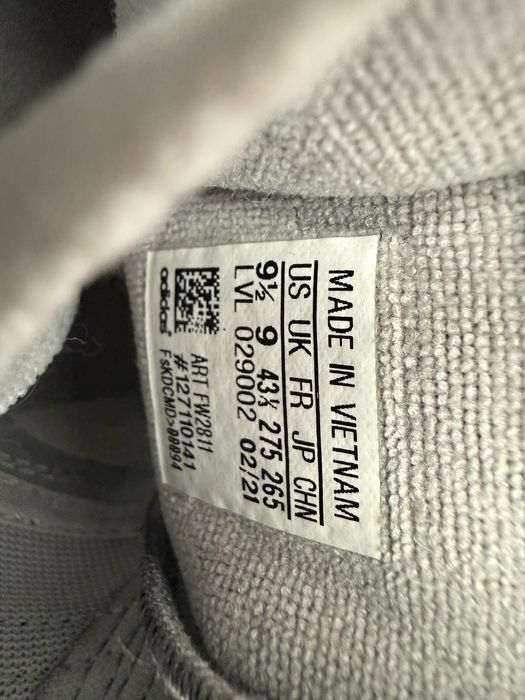 MADE IN VIETNAM
US UK FR JP CHN
9½ 9 43⅓ 275 265
LVL 029002 02/21
ART FW2811
#127110141
FsKDCMD>00094
adidas